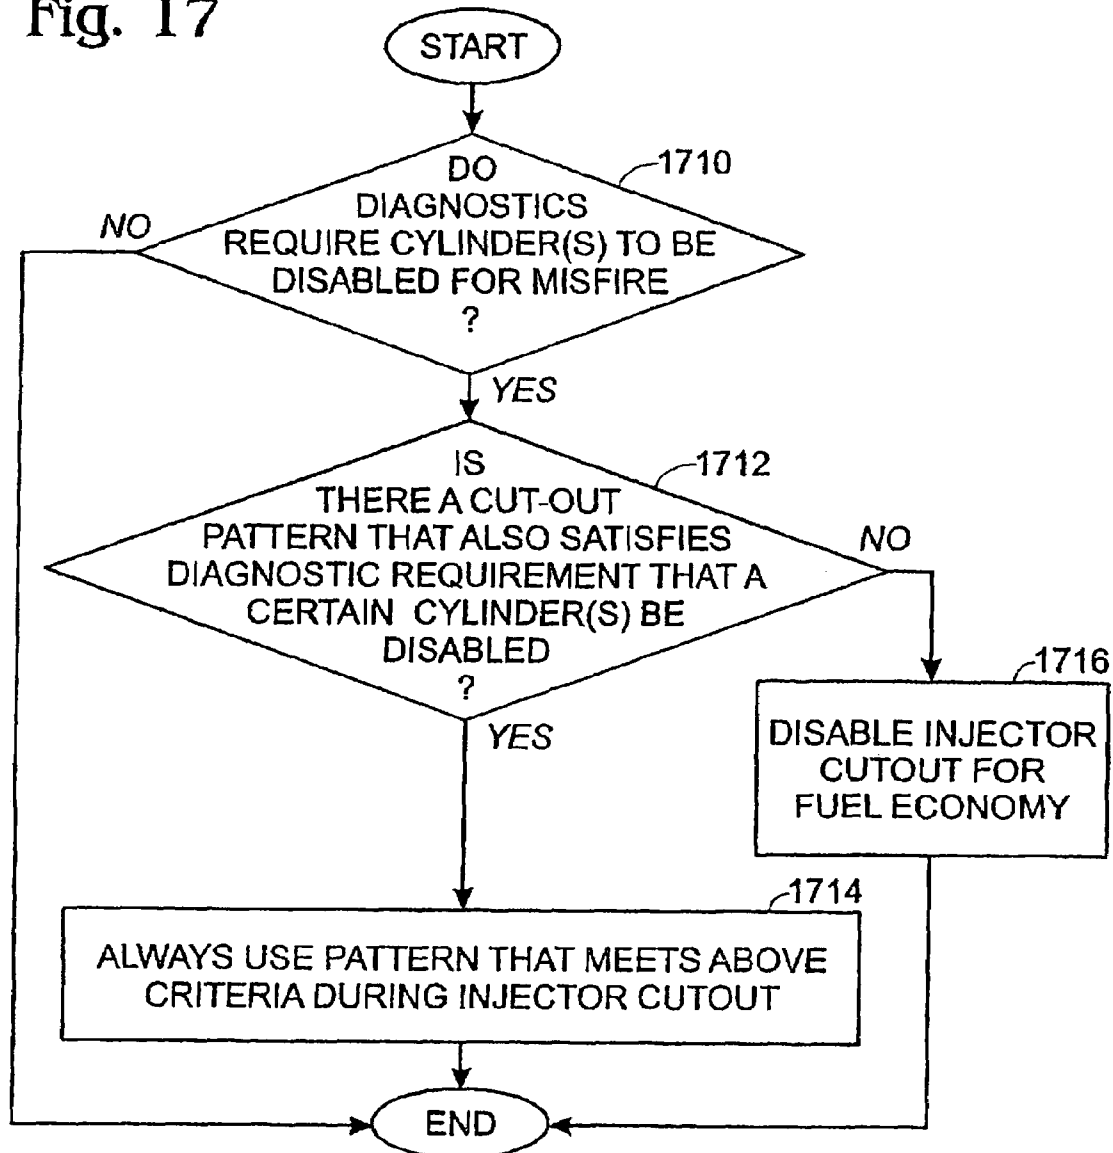 Fig. 17
START
1710
DO
DIAGNOSTICS
REQUIRE CYLINDER(S) TO BE
DISABLED FOR MISFIRE
?
NO
YES
1712
IS
THERE A CUT-OUT
PATTERN THAT ALSO SATISFIES
DIAGNOSTIC REQUIREMENT THAT A
CERTAIN CYLINDER(S) BE
DISABLED
?
NO
YES
1716
DISABLE INJECTOR
CUTOUT FOR
FUEL ECONOMY
1714
ALWAYS USE PATTERN THAT MEETS ABOVE
CRITERIA DURING INJECTOR CUTOUT
END